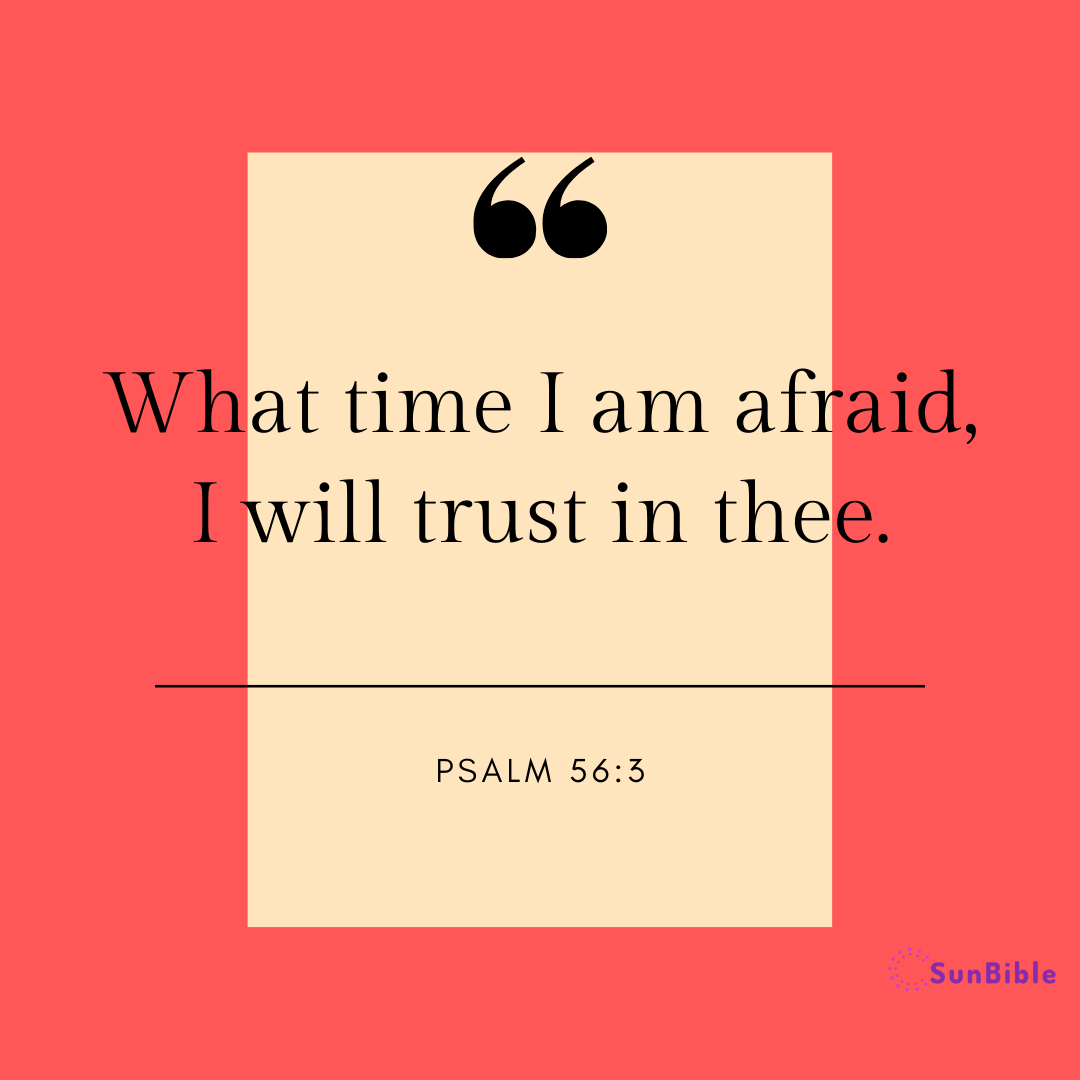 “
What time I am afraid,
I will trust in thee.
PSALM 56:3
SunBible